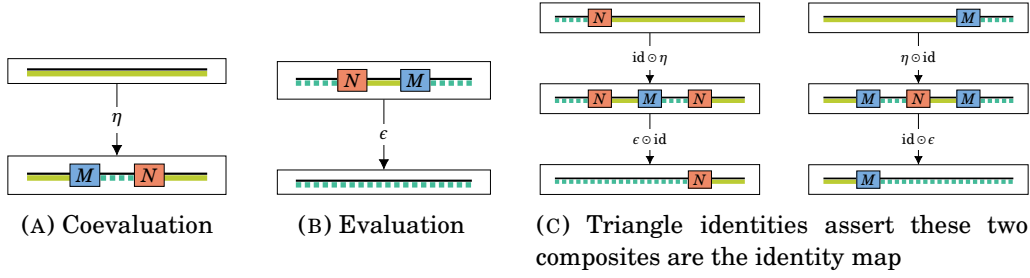 η
M N
(A) Coevaluation
N M
ϵ
(B) Evaluation
N
id ⊙ η
N M N
ϵ ⊙ id
N
M
η ⊙ id
M N M
id ⊙ ϵ
M
(C) Triangle identities assert these two
composites are the identity map